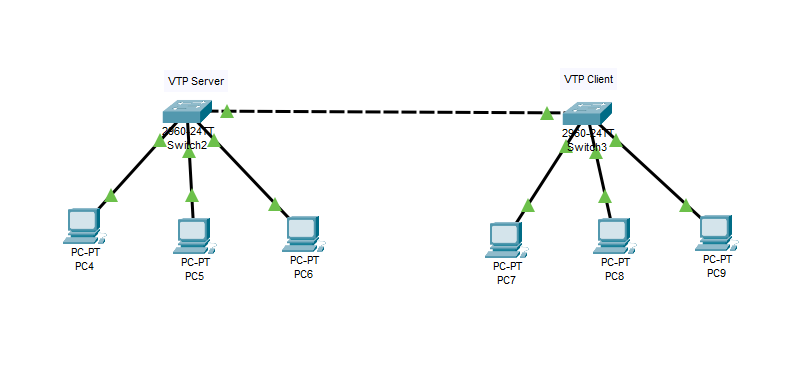 VTP Server
VTP Client
2960-24TT
Switch2
2960-24TT
Switch3
PC-PT
PC4
PC-PT
PC5
PC-PT
PC6
PC-PT
PC7
PC-PT
PC8
PC-PT
PC9